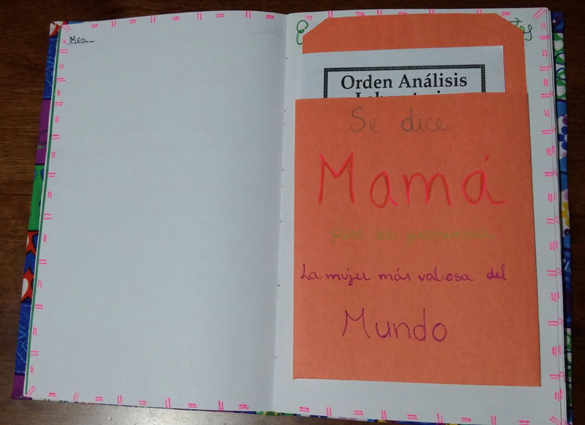 Mes:
Orden Análisis
Se dice
Mamá
La mujer más valiosa del
Mundo